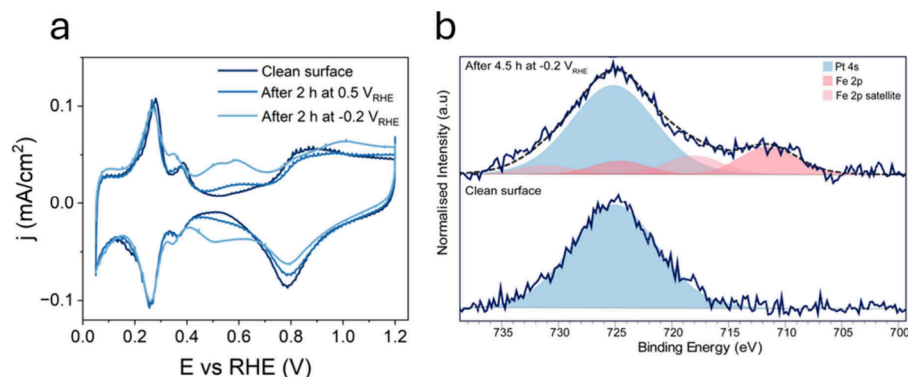 a
Clean surface
After 2 h at 0.5 V_RHE
After 2 h at -0.2 V_RHE
j (mA/cm²)
0.1
0.0
−0.1
0.0 0.2 0.4 0.6 0.8 1.0 1.2
E vs RHE (V)
b
After 4.5 h at -0.2 V_RHE
Pt 4s
Fe 2p
Fe 2p satellite
Clean surface
Normalised Intensity (a.u)
735 730 725 720 715 710 705 700
Binding Energy (eV)